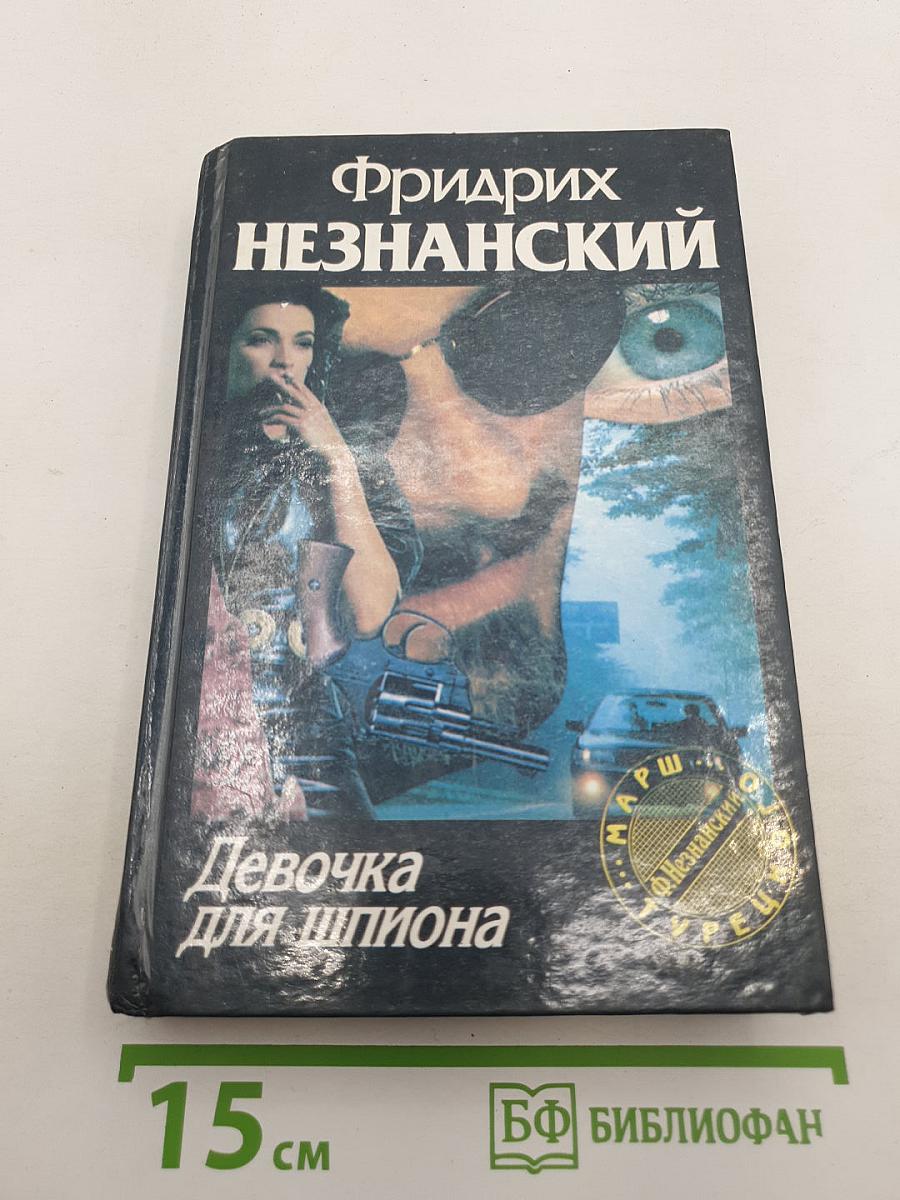 Фридрих
НЕЗНАНСКИЙ
Девочка
для шпиона
МАРШ ТУРЕЦКОГО
Ф.Незнанский
15 см
БФ БИБЛИОФАН